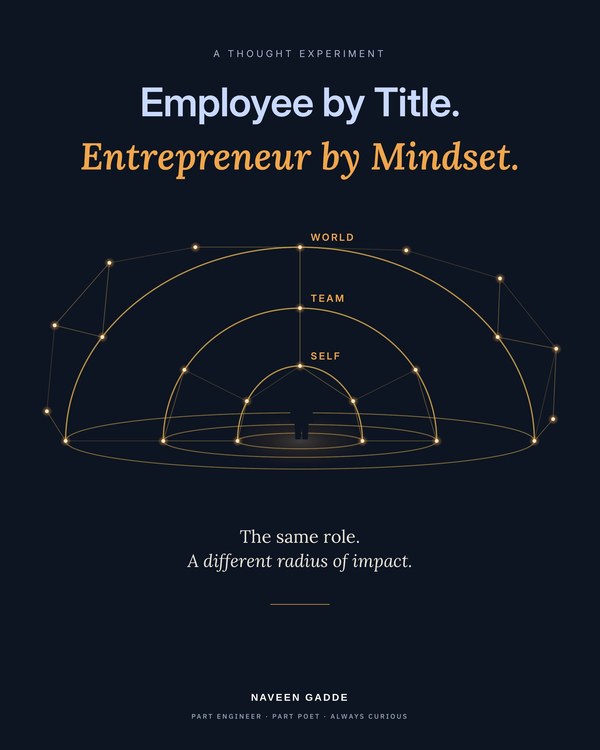 A THOUGHT EXPERIMENT
Employee by Title.
Entrepreneur by Mindset.
WORLD
TEAM
SELF
The same role.
A different radius of impact.
NAVEEN GADDE
PART ENGINEER · PART POET · ALWAYS CURIOUS